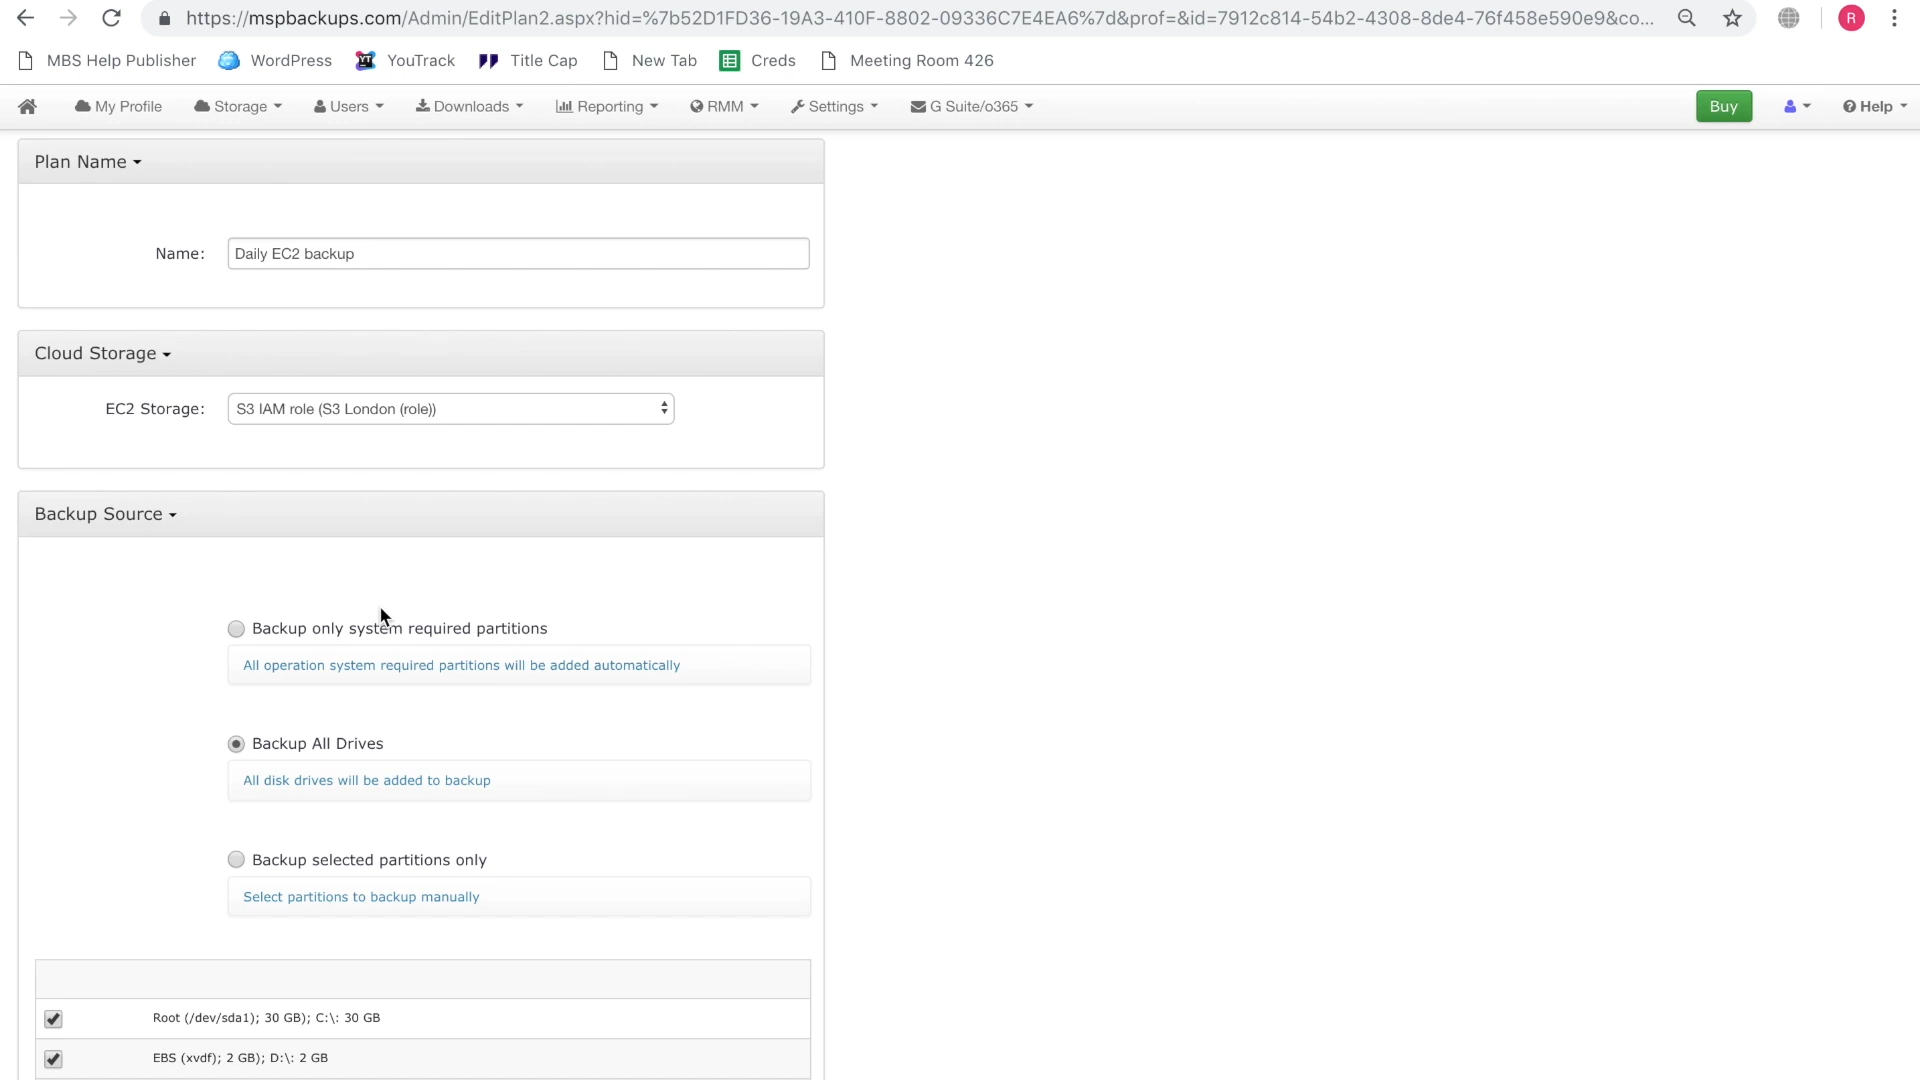 https://mspbackups.com/Admin/EditPlan2.aspx?hid=%7b52D1FD36-19A3-410F-8802-09336C7E4EA6%7d&prof=&id=7912c814-54b2-4308-8de4-76f458e590e9&co...
R
MBS Help Publisher WordPress YouTrack Title Cap New Tab Creds Meeting Room 426
My Profile Storage Users Downloads Reporting RMM Settings G Suite/o365 Buy Help
Plan Name
Name: Daily EC2 backup
Cloud Storage
EC2 Storage: S3 IAM role (S3 London (role))
Backup Source
Backup only system required partitions
All operation system required partitions will be added automatically
Backup All Drives
All disk drives will be added to backup
Backup selected partitions only
Select partitions to backup manually
Root (/dev/sda1); 30 GB); C:\: 30 GB
EBS (xvdf); 2 GB); D:\: 2 GB